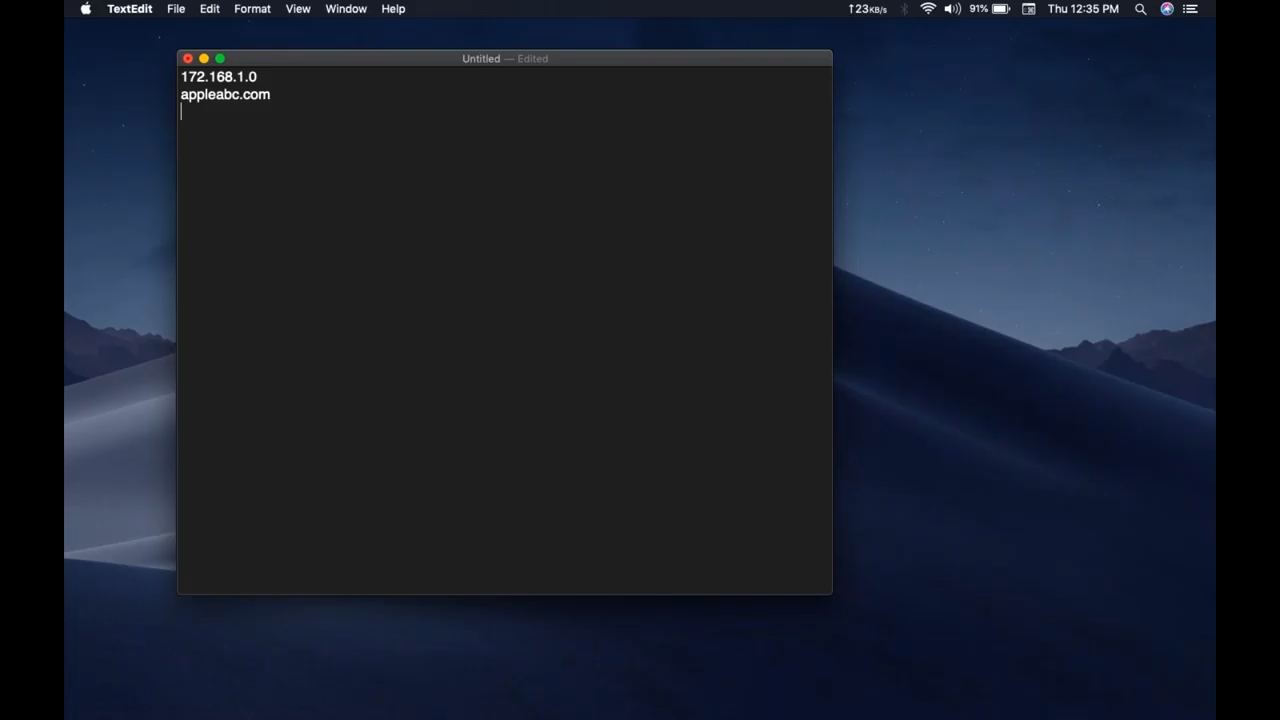 TextEdit File Edit Format View Window Help ↑23KB/s 91% Thu 12:35 PM
Untitled — Edited
172.168.1.0
appleabc.com